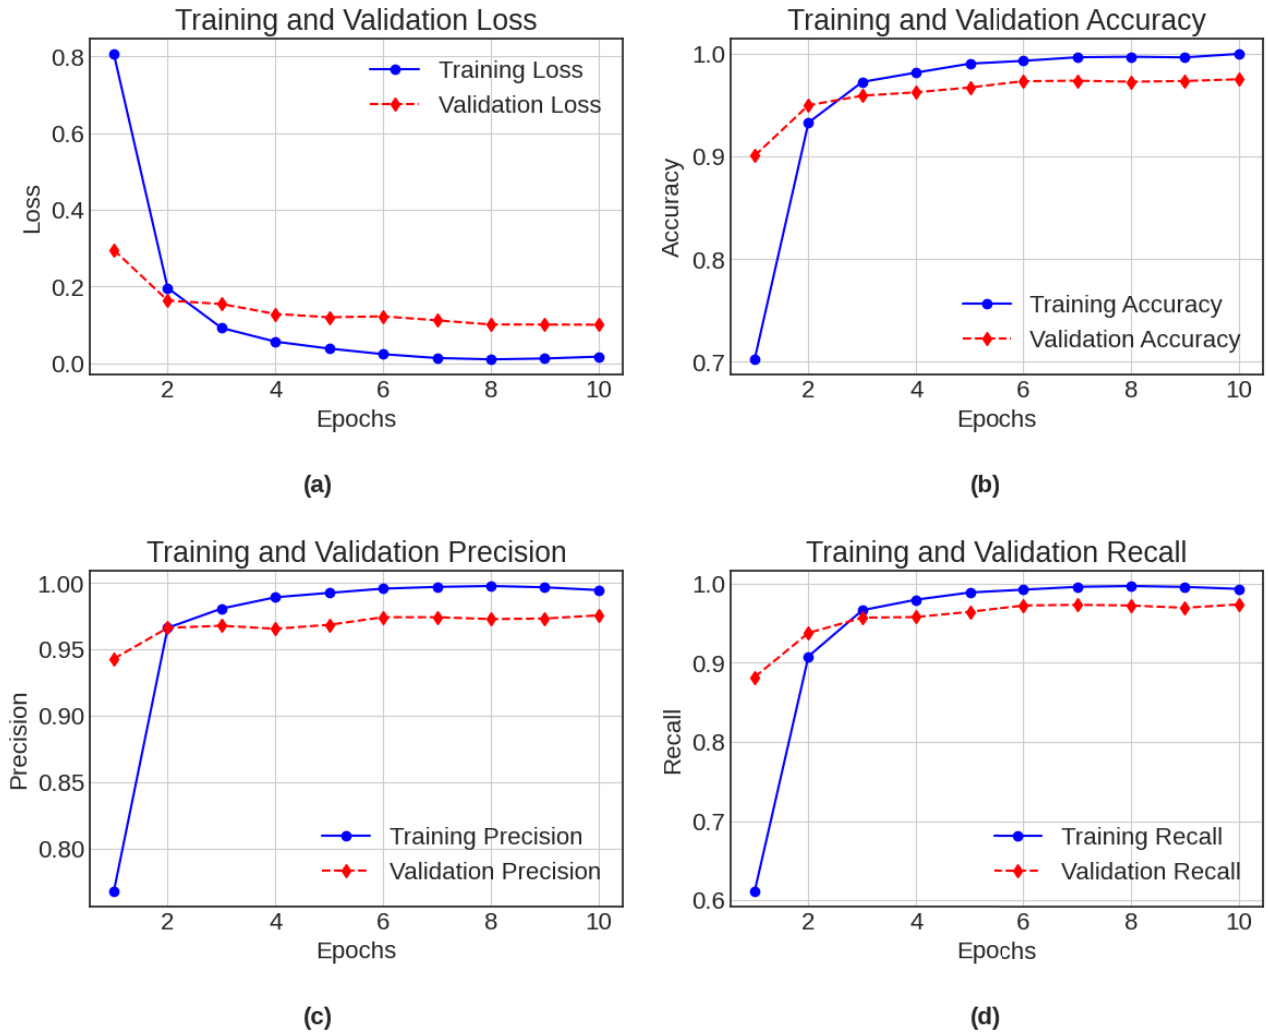 Training and Validation Loss
0.8
0.6
0.4
0.2
0.0
Loss
Training Loss
Validation Loss
2 4 6 8 10
Epochs
(a)
Training and Validation Accuracy
1.0
0.9
0.8
0.7
Accuracy
Training Accuracy
Validation Accuracy
2 4 6 8 10
Epochs
(b)
Training and Validation Precision
1.00
0.95
0.90
0.85
0.80
Precision
Training Precision
Validation Precision
2 4 6 8 10
Epochs
(c)
Training and Validation Recall
1.0
0.9
0.8
0.7
0.6
Recall
Training Recall
Validation Recall
2 4 6 8 10
Epochs
(d)